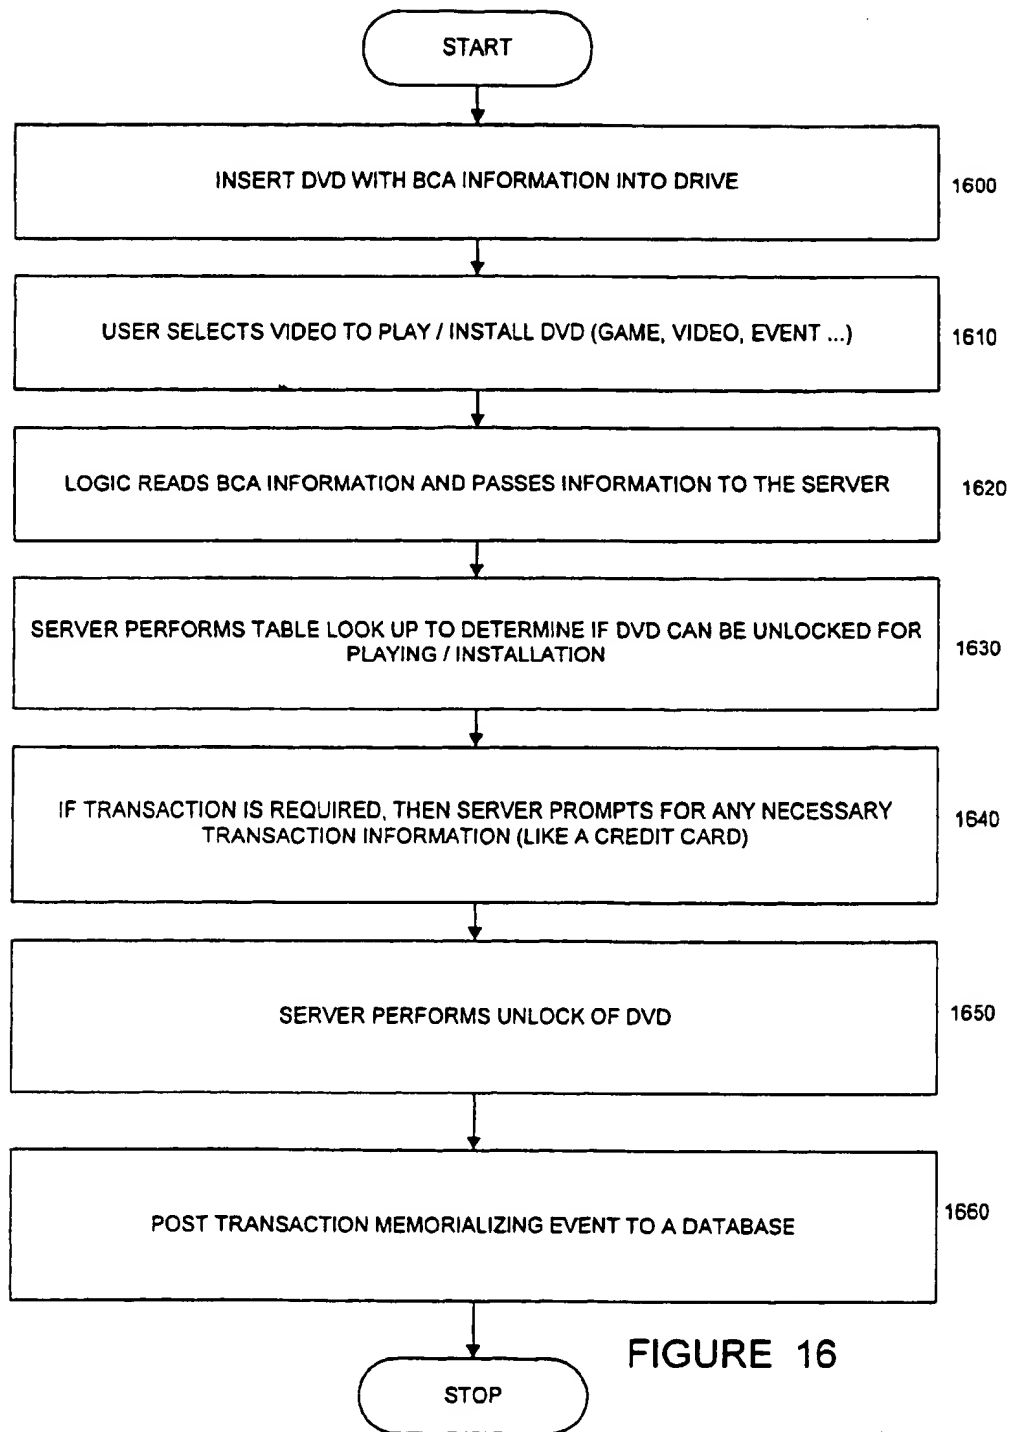 START
INSERT DVD WITH BCA INFORMATION INTO DRIVE
1600
USER SELECTS VIDEO TO PLAY / INSTALL DVD (GAME, VIDEO, EVENT ...)
1610
LOGIC READS BCA INFORMATION AND PASSES INFORMATION TO THE SERVER
1620
SERVER PERFORMS TABLE LOOK UP TO DETERMINE IF DVD CAN BE UNLOCKED FOR
PLAYING / INSTALLATION
1630
IF TRANSACTION IS REQUIRED, THEN SERVER PROMPTS FOR ANY NECESSARY
TRANSACTION INFORMATION (LIKE A CREDIT CARD)
1640
SERVER PERFORMS UNLOCK OF DVD
1650
POST TRANSACTION MEMORIALIZING EVENT TO A DATABASE
1660
FIGURE 16
STOP